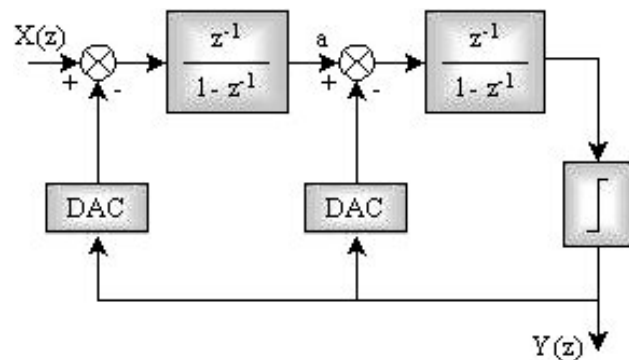 X(z)
+
-
z⁻¹
1 - z⁻¹
a
+
-
z⁻¹
1 - z⁻¹
DAC
DAC
Y(z)